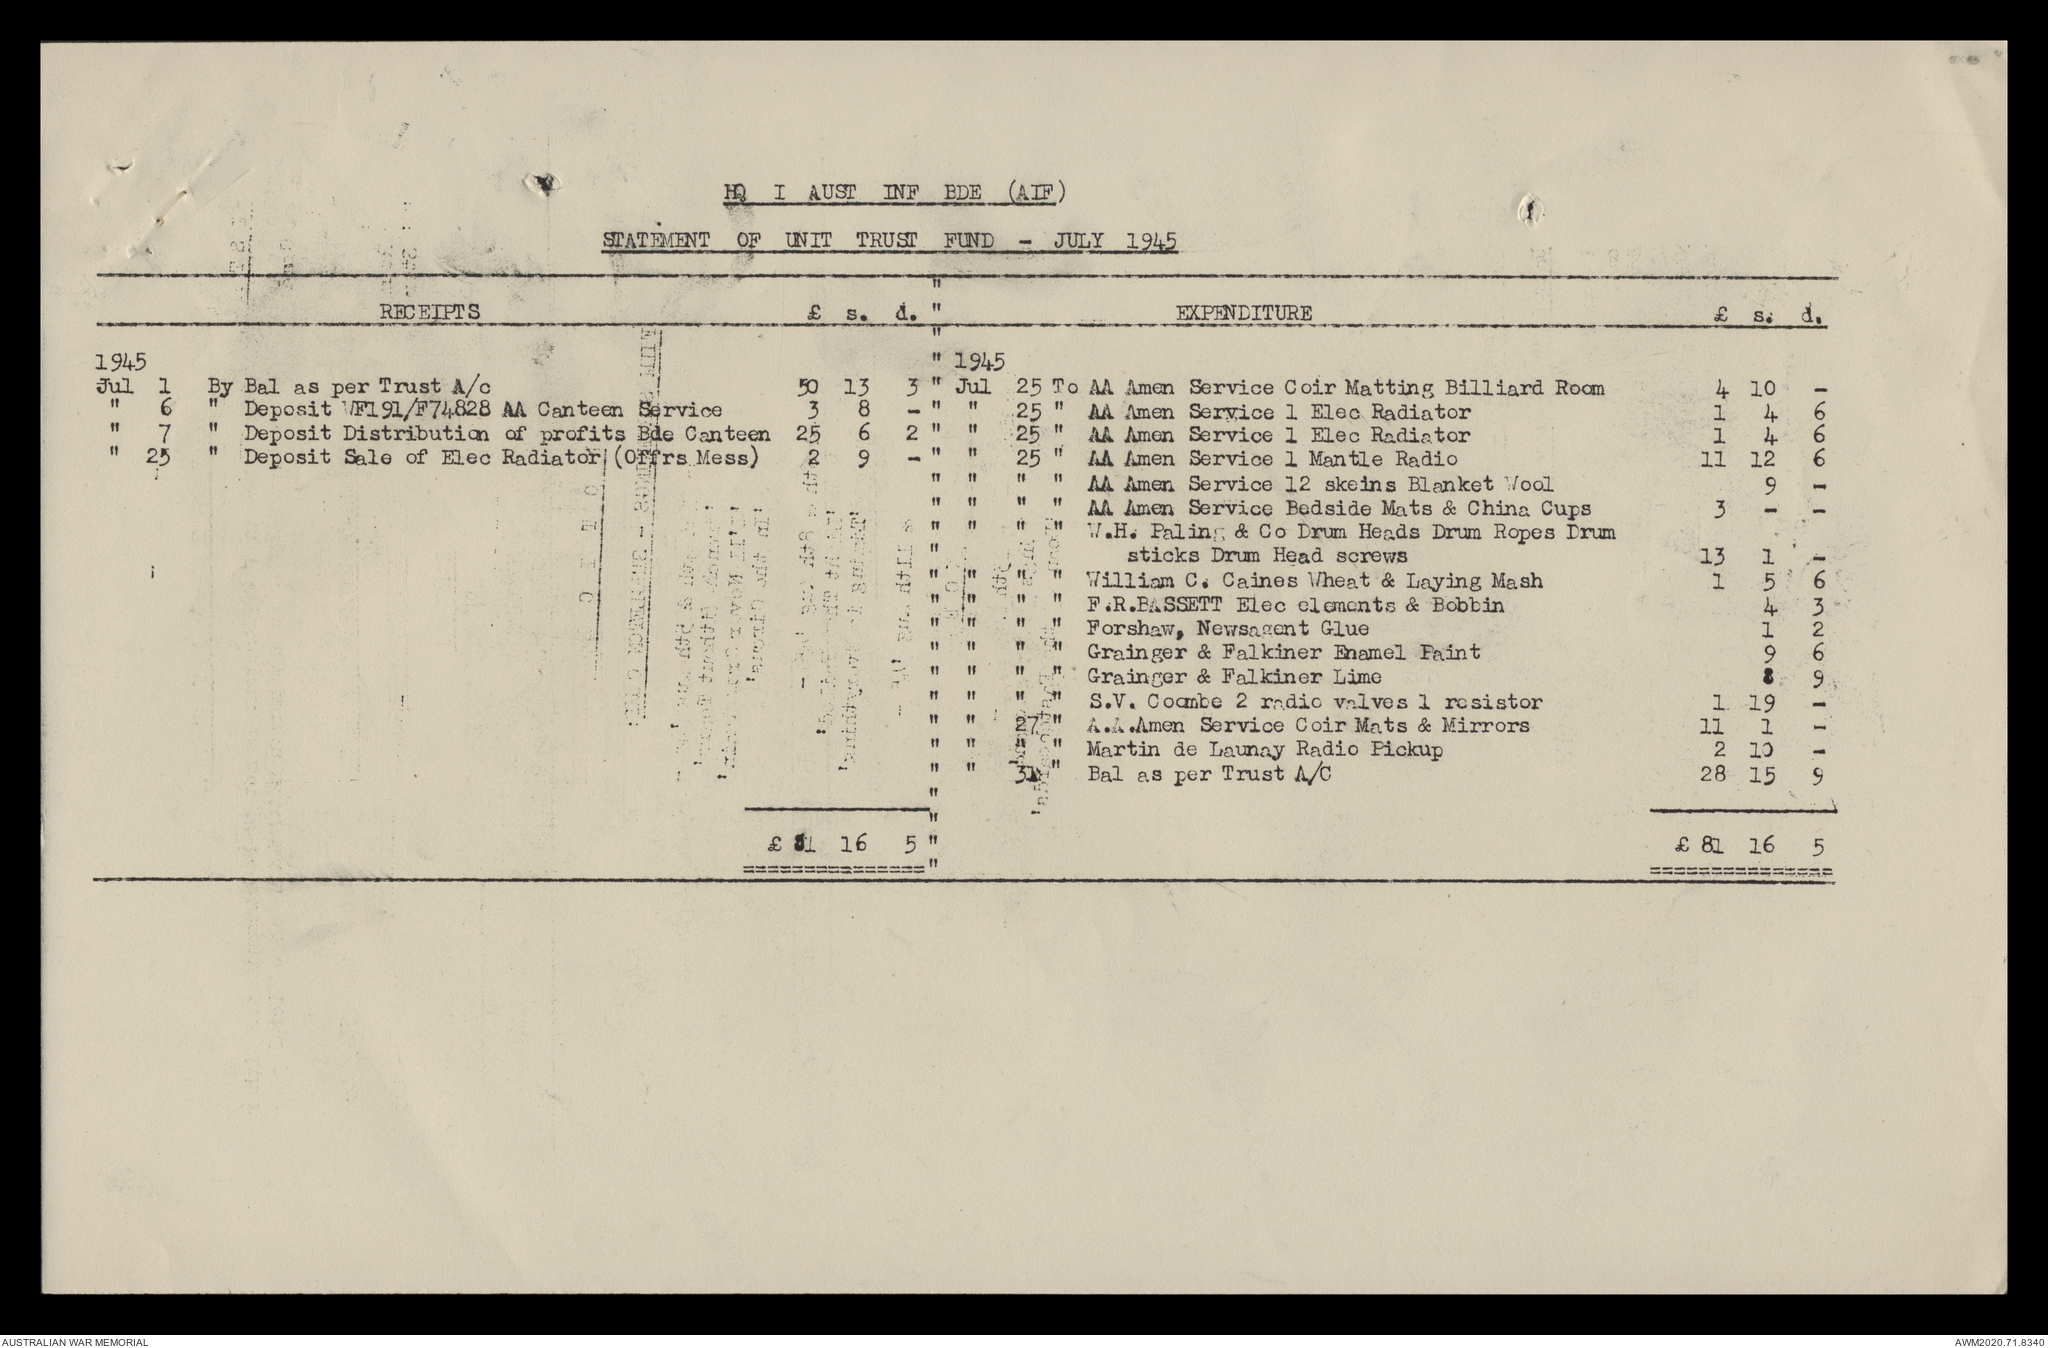 HQ I AUST INF BDE (AIF)
STATEMENT OF UNIT TRUST FUND - JULY 1945
RECEIPTS £ s. d. " EXPENDITURE £ s. d.
1945 " 1945
Jul 1 By Bal as per Trust A/c 50 13 3 " Jul 25 To AA Amen Service Coir Matting Billiard Room 4 10 -
" 6 " Deposit WF191/F74828 AA Canteen Service 3 8 - " " 25 " AA Amen Service 1 Elec Radiator 1 4 6
" 7 " Deposit Distribution of profits Bde Canteen 25 6 2 " " 25 " AA Amen Service 1 Elec Radiator 1 4 6
" 25 " Deposit Sale of Elec Radiator (Offrs Mess) 2 9 - " " 25 " AA Amen Service 1 Mantle Radio 11 12 6
" " " " AA Amen Service 12 skeins Blanket Wool 9 -
" " " " AA Amen Service Bedside Mats & China Cups 3 - -
" " " " W.H. Paling & Co Drum Heads Drum Ropes Drum
" sticks Drum Head screws 13 1 -
" " " " William C. Caines Wheat & Laying Mash 1 5 6
" " " " F.R.BASSETT Elec elements & Bobbin 4 3
" " " " Forshaw, Newsagent Glue 1 2
" " " " Grainger & Falkiner Enamel Paint 9 6
" " " " Grainger & Falkiner Lime 8 9
" " " " S.V. Coombe 2 radio valves 1 resistor 1 19 -
" " 27 " A.A.Amen Service Coir Mats & Mirrors 11 1 -
" " " " Martin de Launay Radio Pickup 2 10 -
" " 31 " Bal as per Trust A/C 28 15 9
£ 81 16 5 " £ 81 16 5
AUSTRALIAN WAR MEMORIAL
AWM2020.71.8340